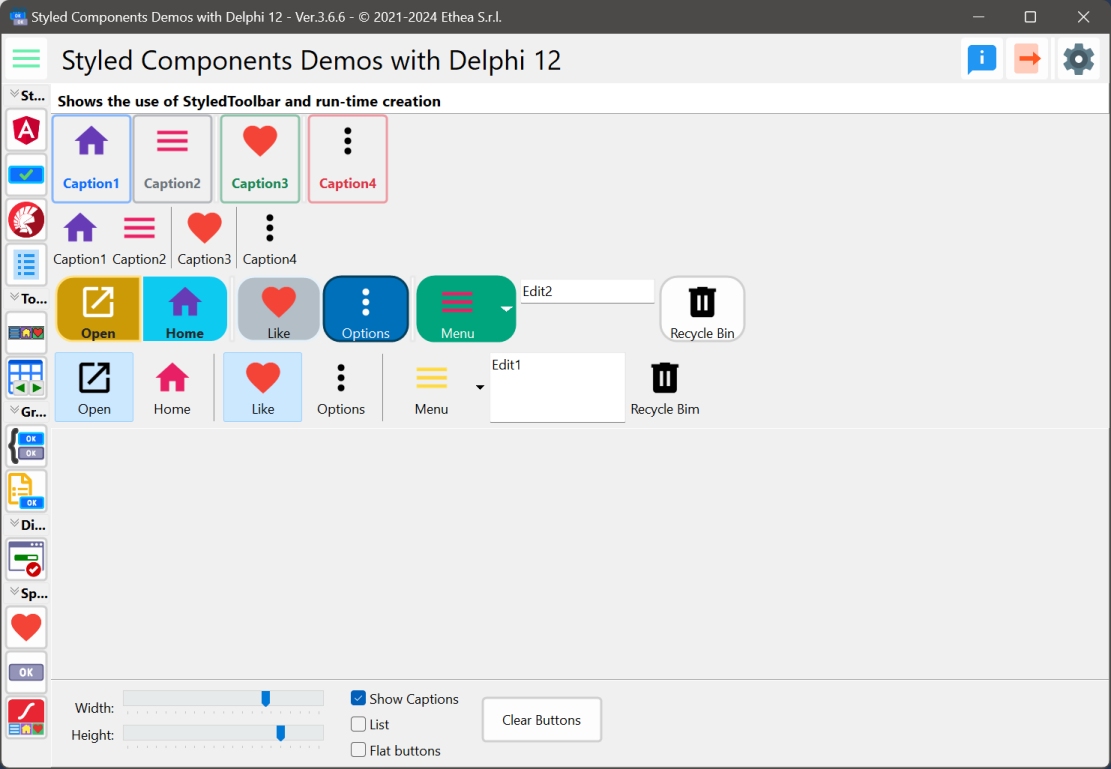 Styled Components Demos with Delphi 12 - Ver.3.6.6 - © 2021-2024 Ethea S.r.l.
Styled Components Demos with Delphi 12
St...
Shows the use of StyledToolbar and run-time creation
Caption1 Caption2 Caption3 Caption4
Caption1 Caption2 Caption3 Caption4
To...
Open Home Like Options Menu Edit2 Recycle Bin
Open Home Like Options Menu Edit1 Recycle Bim
Gr...
OK
OK
OK
Di...
Sp...
OK
Width:
Height:
Show Captions
List
Flat buttons
Clear Buttons